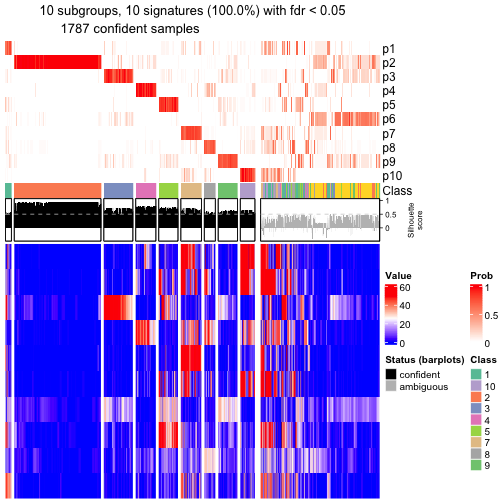 10 subgroups, 10 signatures (100.0%) with fdr < 0.05
1787 confident samples
p1
p2
p3
p4
p5
p6
p7
p8
p9
p10
Class
1
0.5
0
Silhouette
score
Value
60
40
20
0
Prob
1
0.5
0
Status (barplots)
confident
ambiguous
Class
1
10
2
3
4
5
7
8
9